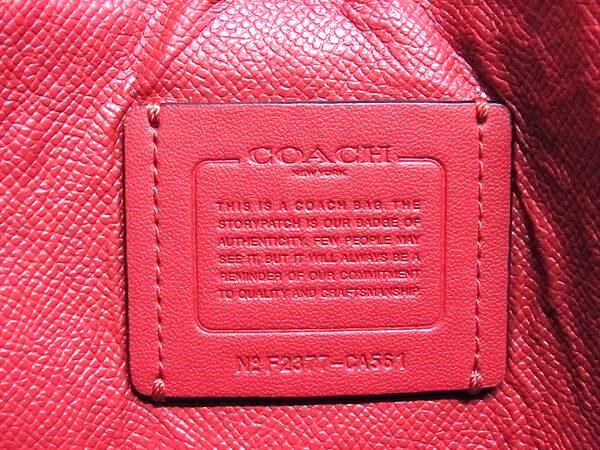 COACH
NEW YORK
THIS IS A COACH BAG. THE
STORYPATCH IS OUR BADGE OF
AUTHENTICITY. FEW PEOPLE MAY
SEE IT, BUT IT WILL ALWAYS BE A
REMINDER OF OUR COMMITMENT
TO QUALITY AND CRAFTSMANSHIP.
Nº F2377-CA561